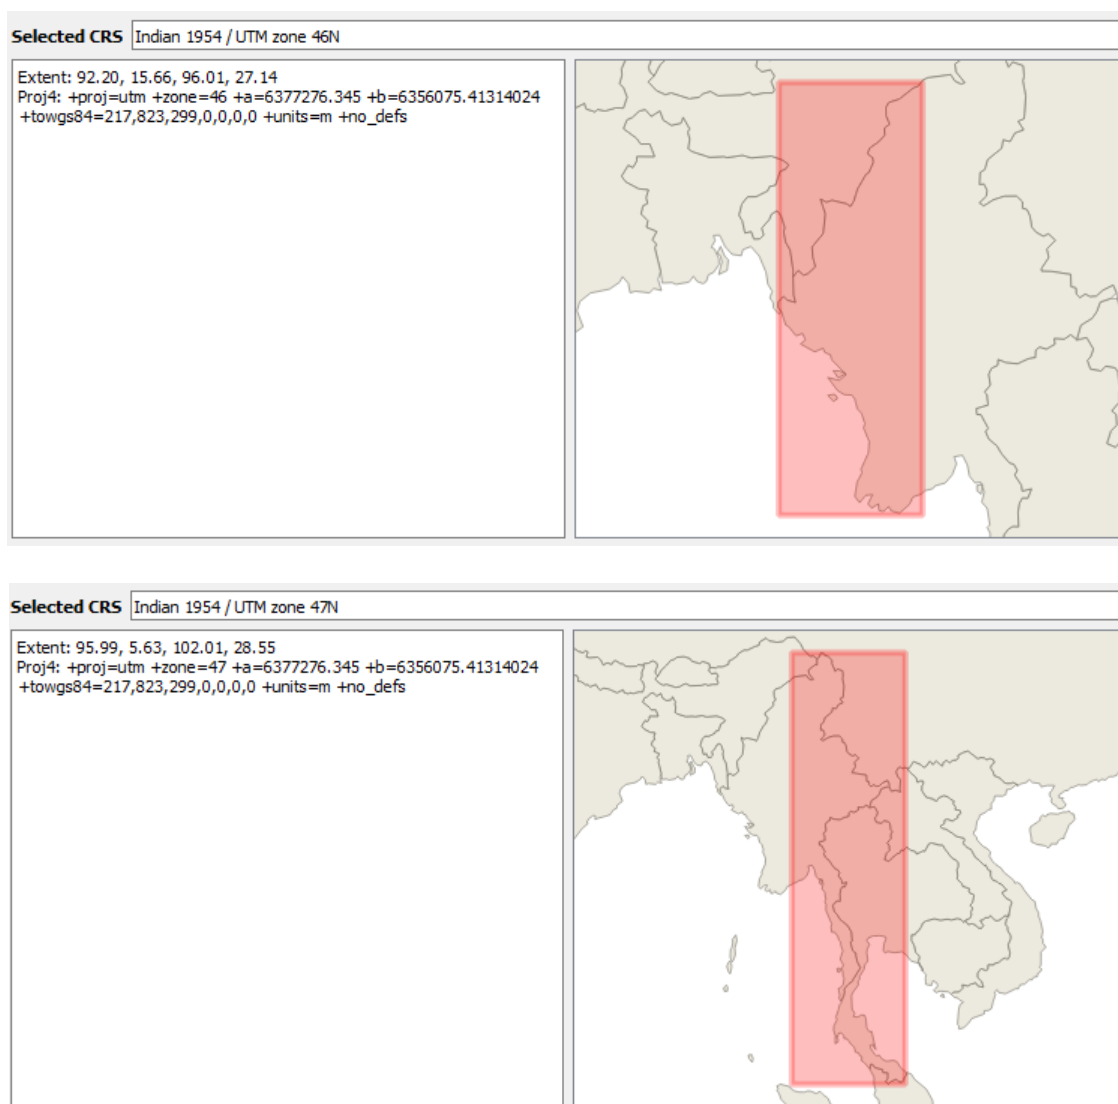 Selected CRS Indian 1954 / UTM zone 46N
Extent: 92.20, 15.66, 96.01, 27.14
Proj4: +proj=utm +zone=46 +a=6377276.345 +b=6356075.41314024
+towgs84=217,823,299,0,0,0,0 +units=m +no_defs
Selected CRS Indian 1954 / UTM zone 47N
Extent: 95.99, 5.63, 102.01, 28.55
Proj4: +proj=utm +zone=47 +a=6377276.345 +b=6356075.41314024
+towgs84=217,823,299,0,0,0,0 +units=m +no_defs